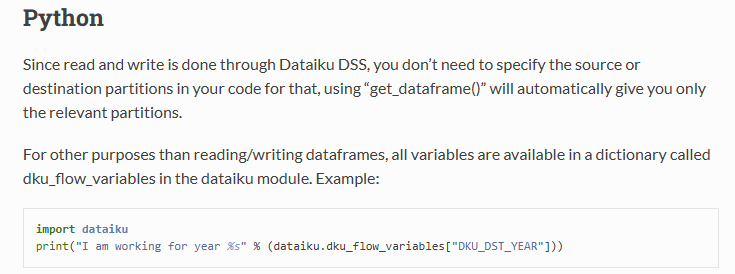 Python
Since read and write is done through Dataiku DSS, you don’t need to specify the source or
destination partitions in your code for that, using “get_dataframe()” will automatically give you only
the relevant partitions.
For other purposes than reading/writing dataframes, all variables are available in a dictionary called
dku_flow_variables in the dataiku module. Example:
import dataiku
print("I am working for year %s" % (dataiku.dku_flow_variables["DKU_DST_YEAR"]))